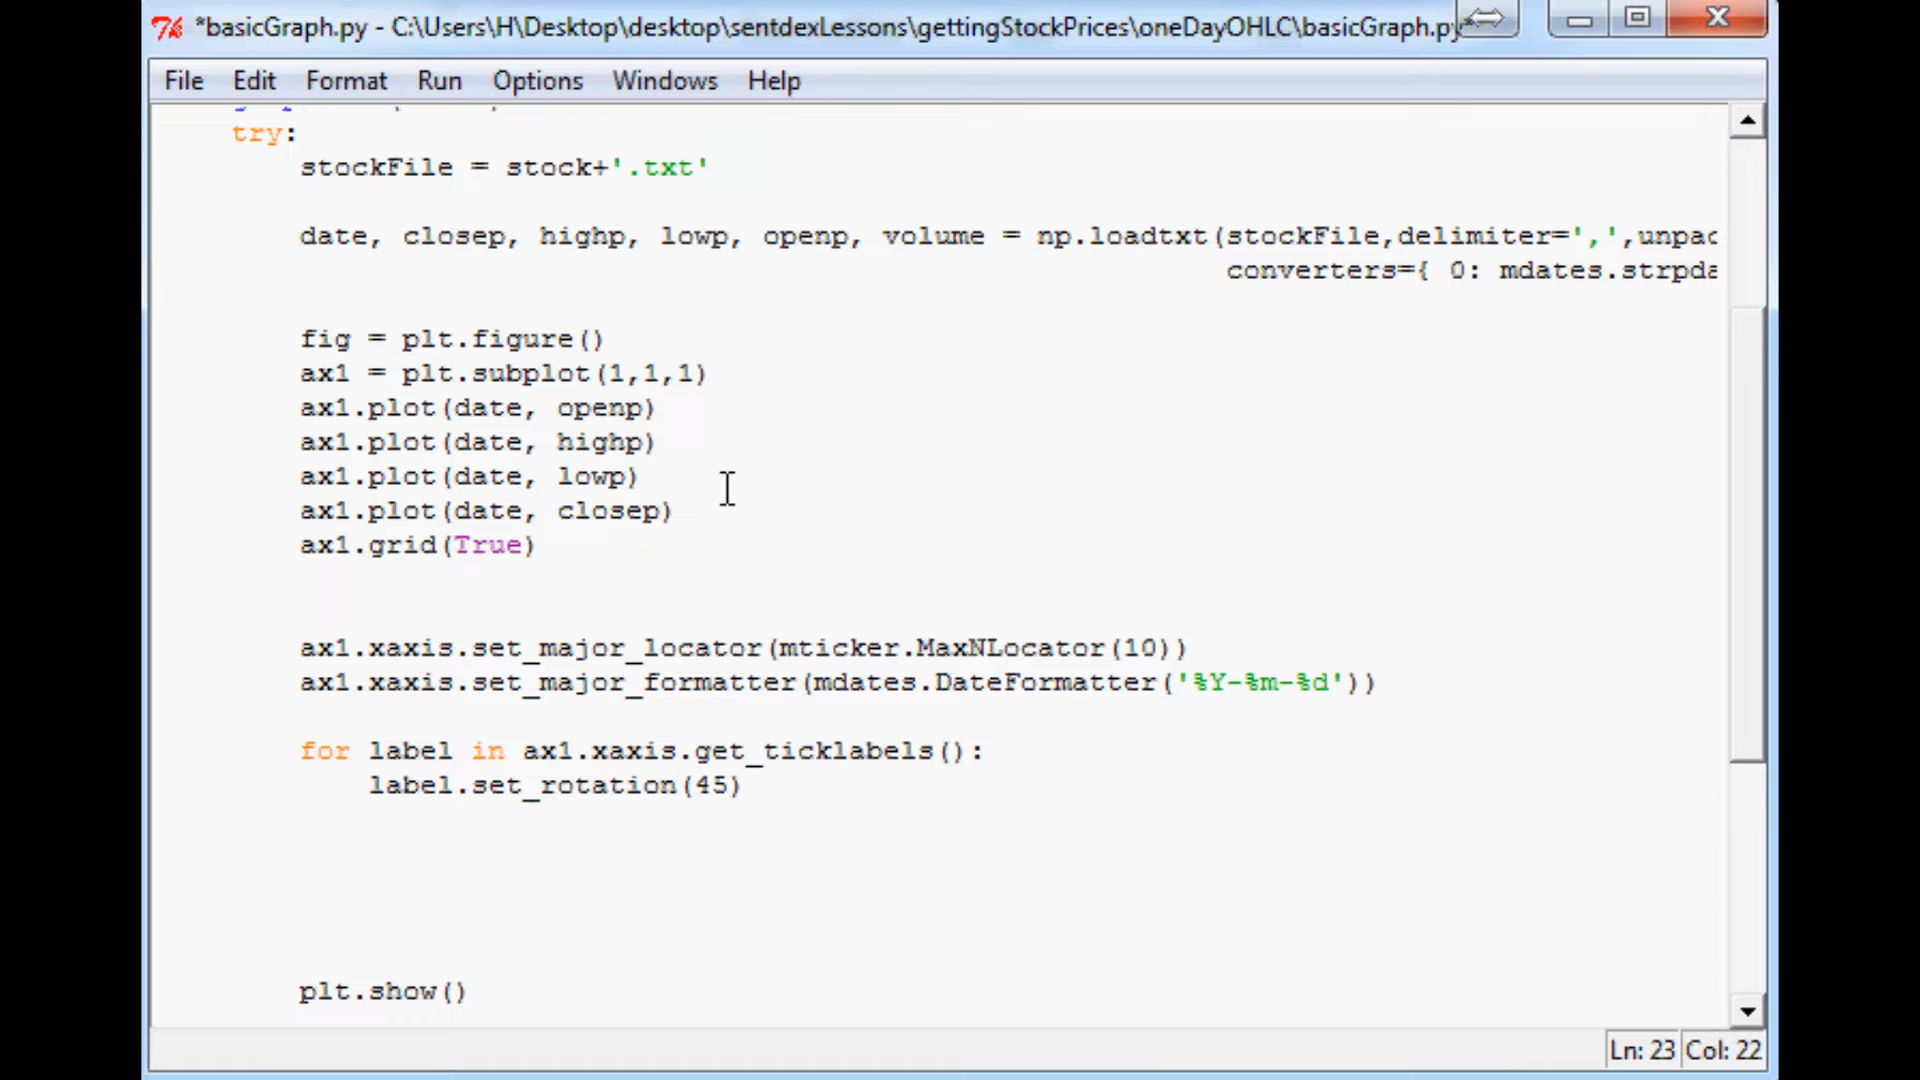 *basicGraph.py - C:\Users\H\Desktop\desktop\sentdexLessons\gettingStockPrices\oneDayOHLC\basicGraph.py*
File Edit Format Run Options Windows Help
try:
stockFile = stock+'.txt'
date, closep, highp, lowp, openp, volume = np.loadtxt(stockFile,delimiter=',',unpac
converters={ 0: mdates.strpda
fig = plt.figure()
ax1 = plt.subplot(1,1,1)
ax1.plot(date, openp)
ax1.plot(date, highp)
ax1.plot(date, lowp)
ax1.plot(date, closep)
ax1.grid(True)
ax1.xaxis.set_major_locator(mticker.MaxNLocator(10))
ax1.xaxis.set_major_formatter(mdates.DateFormatter('%Y-%m-%d'))
for label in ax1.xaxis.get_ticklabels():
label.set_rotation(45)
plt.show()
Ln: 23 Col: 22